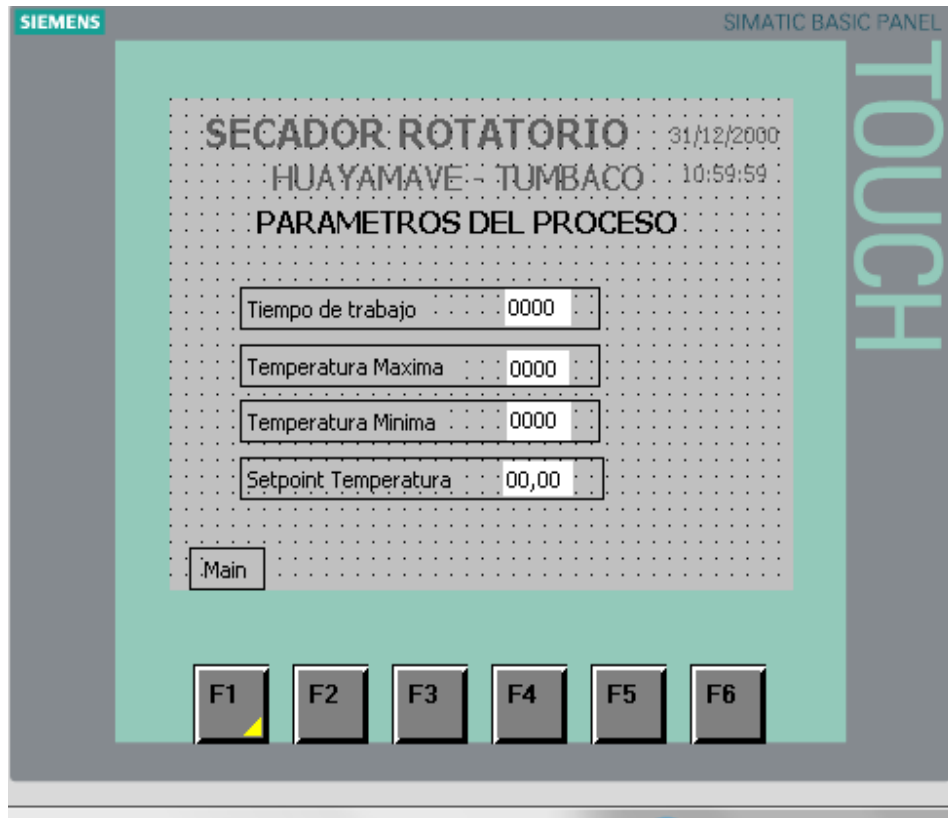 SIEMENS
SIMATIC BASIC PANEL
TOUCH
SECADOR ROTATORIO 31/12/2000
HUAYAMAVE - TUMBACO 10:59:59
PARAMETROS DEL PROCESO
Tiempo de trabajo 0000
Temperatura Maxima 0000
Temperatura Minima 0000
Setpoint Temperatura 00,00
Main
F1 F2 F3 F4 F5 F6